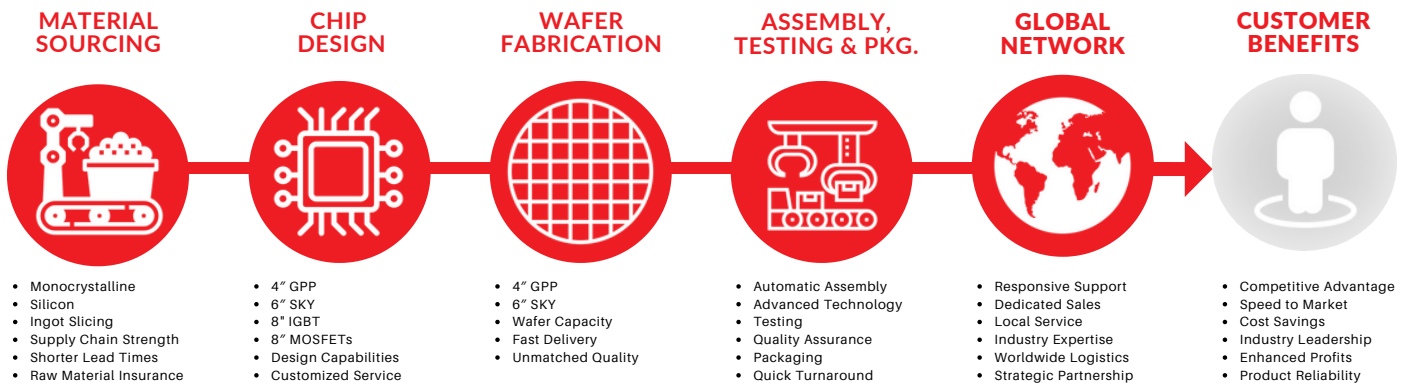 MATERIAL
SOURCING
• Monocrystalline
• Silicon
• Ingot Slicing
• Supply Chain Strength
• Shorter Lead Times
• Raw Material Insurance
CHIP
DESIGN
• 4″ GPP
• 6″ SKY
• 8" IGBT
• 8″ MOSFETs
• Design Capabilities
• Customized Service
WAFER
FABRICATION
• 4″ GPP
• 6″ SKY
• Wafer Capacity
• Fast Delivery
• Unmatched Quality
ASSEMBLY,
TESTING & PKG.
• Automatic Assembly
• Advanced Technology
• Testing
• Quality Assurance
• Packaging
• Quick Turnaround
GLOBAL
NETWORK
• Responsive Support
• Dedicated Sales
• Local Service
• Industry Expertise
• Worldwide Logistics
• Strategic Partnership
CUSTOMER
BENEFITS
• Competitive Advantage
• Speed to Market
• Cost Savings
• Industry Leadership
• Enhanced Profits
• Product Reliability